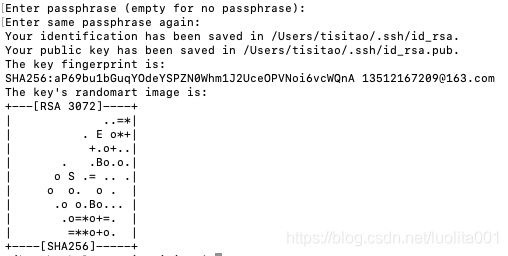 Enter passphrase (empty for no passphrase):
Enter same passphrase again:
Your identification has been saved in /Users/tisitao/.ssh/id_rsa.
Your public key has been saved in /Users/tisitao/.ssh/id_rsa.pub.
The key fingerprint is:
SHA256:aP69bu1bGuqYOdeYSPZN0Whm1J2UceOPVNoi6vcWQnA 13512167209@163.com
The key's randomart image is:
+---[RSA 3072]----+
|             ..=*|
|          . E o*+|
|           +.o+..|
|       .   .Bo.o.|
|      o S .= .. .|
|     o  o.  o .  |
|      .o o.Bo... |
|       .o=*o+=.  |
|        =**o+o.  |
+----[SHA256]-----+
https://blog.csdn.net/luolita001